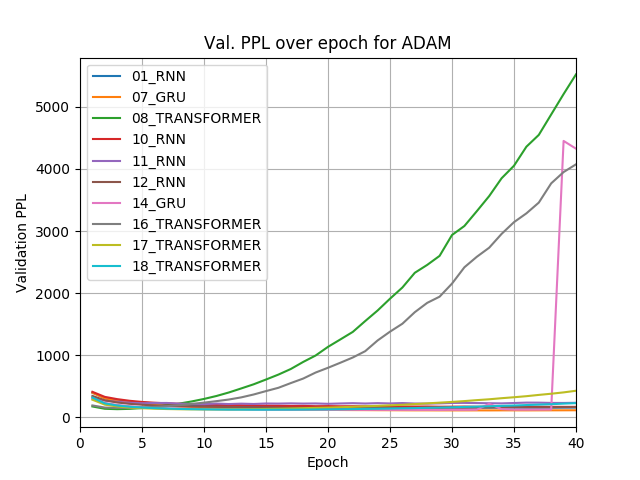 Val. PPL over epoch for ADAM
01_RNN
07_GRU
08_TRANSFORMER
10_RNN
11_RNN
12_RNN
14_GRU
16_TRANSFORMER
17_TRANSFORMER
18_TRANSFORMER
Validation PPL
5000
4000
3000
2000
1000
0
0 5 10 15 20 25 30 35 40
Epoch